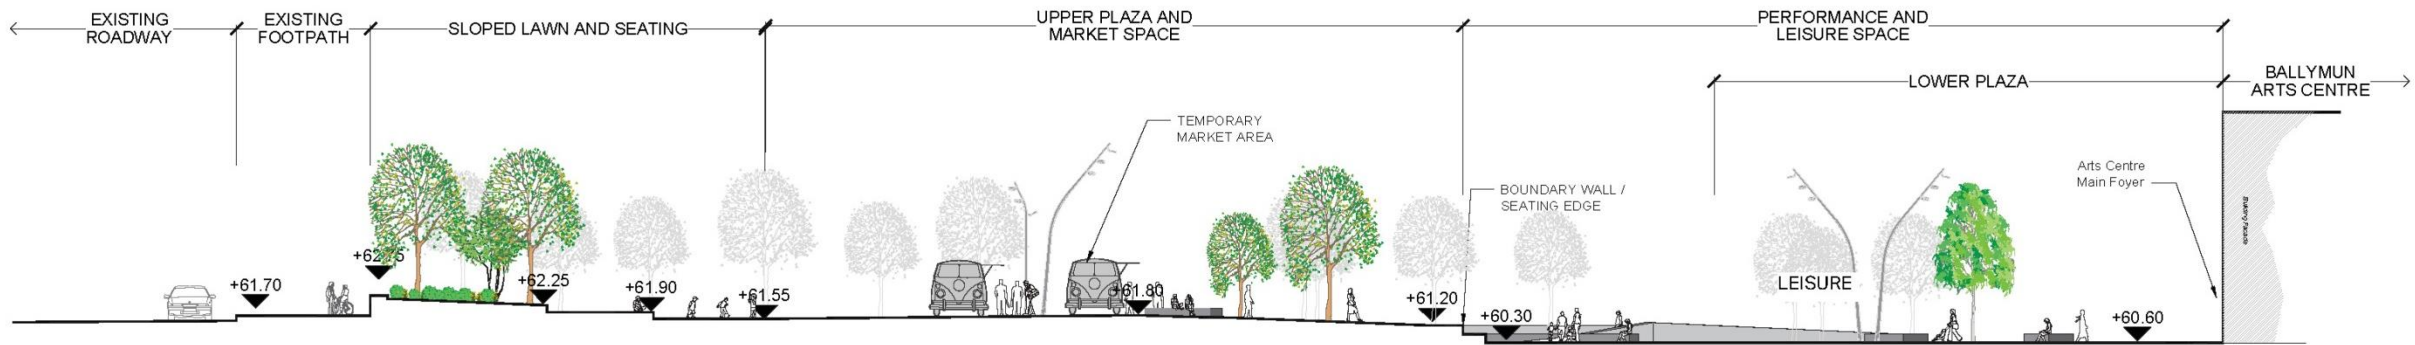 EXISTING
ROADWAY
EXISTING
FOOTPATH
SLOPED LAWN AND SEATING
UPPER PLAZA AND
MARKET SPACE
PERFORMANCE AND
LEISURE SPACE
LOWER PLAZA
BALLYMUN
ARTS CENTRE
TEMPORARY
MARKET AREA
BOUNDARY WALL /
SEATING EDGE
Arts Centre
Main Foyer
Building Facade
LEISURE
+61.70
+62.25
+61.90
+61.55
+61.80
+61.20
+60.30
+60.60